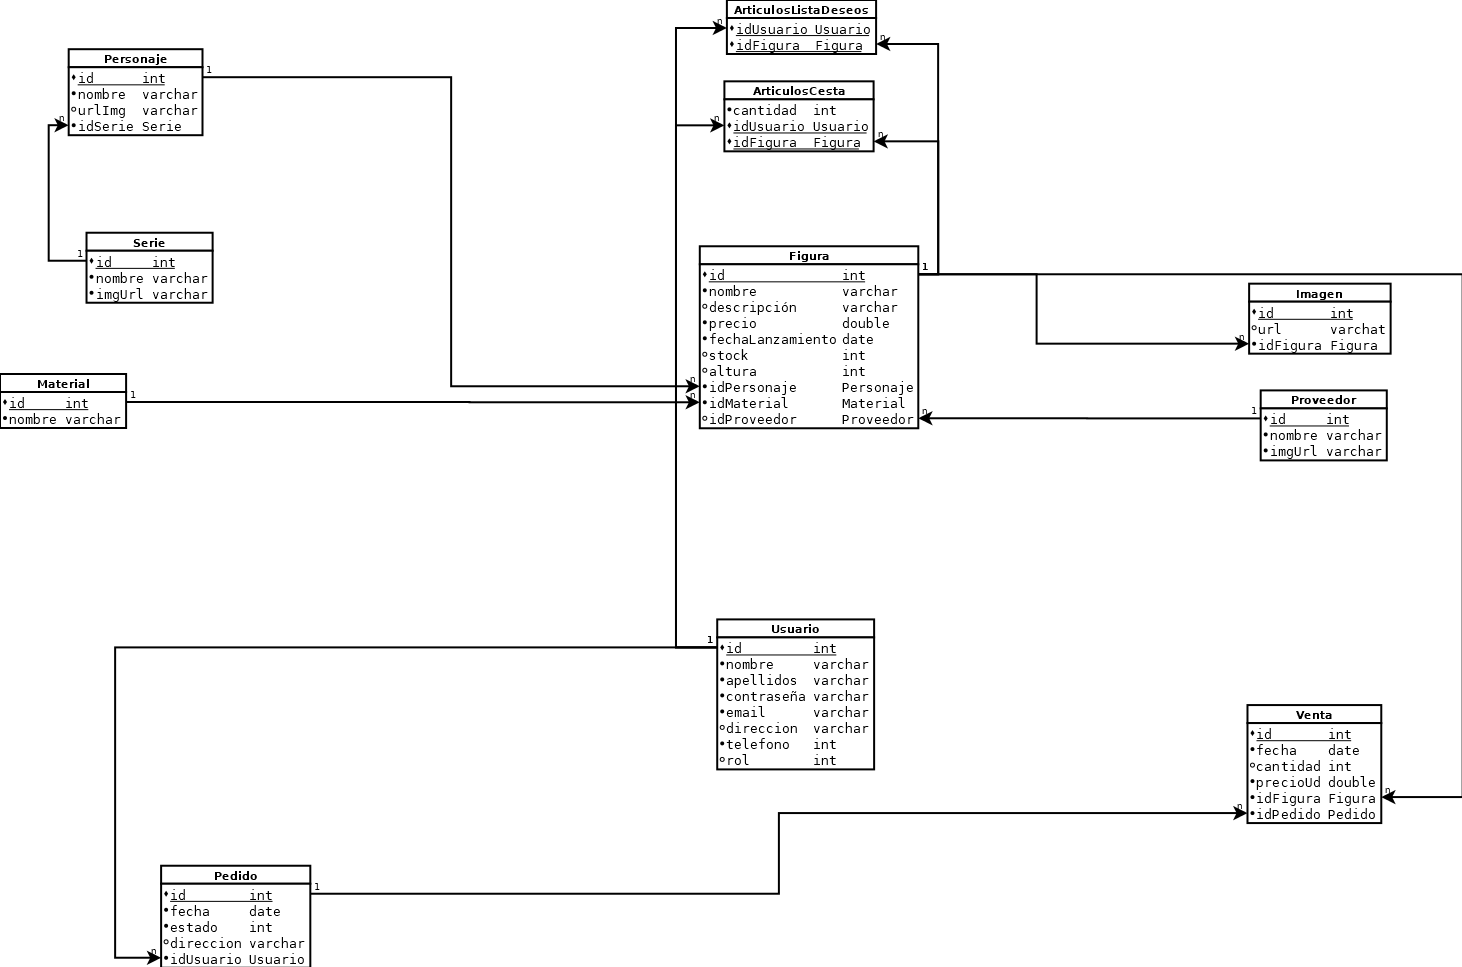 ArticulosListaDeseos
idUsuario Usuario
idFigura Figura
n
n
Personaje
id int
nombre varchar
urlImg varchar
idSerie Serie
1
n
ArticulosCesta
cantidad int
idUsuario Usuario
idFigura Figura
n
n
Serie
id int
nombre varchar
imgUrl varchar
1
Figura
id int
nombre varchar
descripción varchar
precio double
fechaLanzamiento date
stock int
altura int
idPersonaje Personaje
idMaterial Material
idProveedor Proveedor
1
n
n
n
Imagen
id int
url varchat
idFigura Figura
n
Material
id int
nombre varchar
1
Proveedor
id int
nombre varchar
imgUrl varchar
1
Usuario
id int
nombre varchar
apellidos varchar
contraseña varchar
email varchar
direccion varchar
telefono int
rol int
1
Venta
id int
fecha date
cantidad int
precioUd double
idFigura Figura
idPedido Pedido
n
n
Pedido
id int
fecha date
estado int
direccion varchar
idUsuario Usuario
1
n